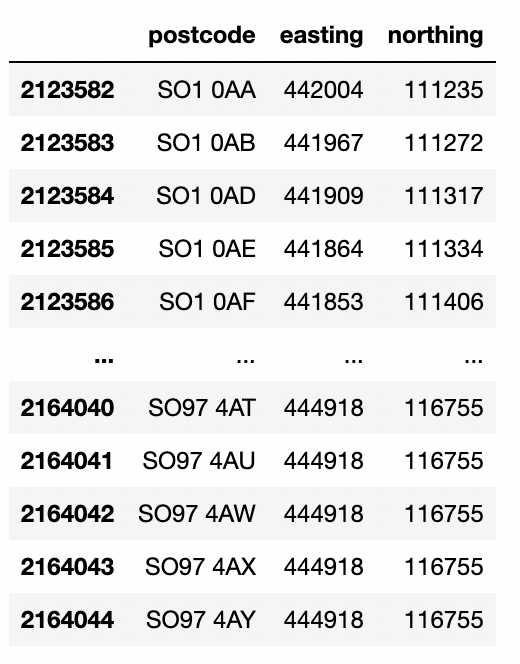 postcode easting northing
2123582 SO1 0AA 442004 111235
2123583 SO1 0AB 441967 111272
2123584 SO1 0AD 441909 111317
2123585 SO1 0AE 441864 111334
2123586 SO1 0AF 441853 111406
... ... ... ...
2164040 SO97 4AT 444918 116755
2164041 SO97 4AU 444918 116755
2164042 SO97 4AW 444918 116755
2164043 SO97 4AX 444918 116755
2164044 SO97 4AY 444918 116755